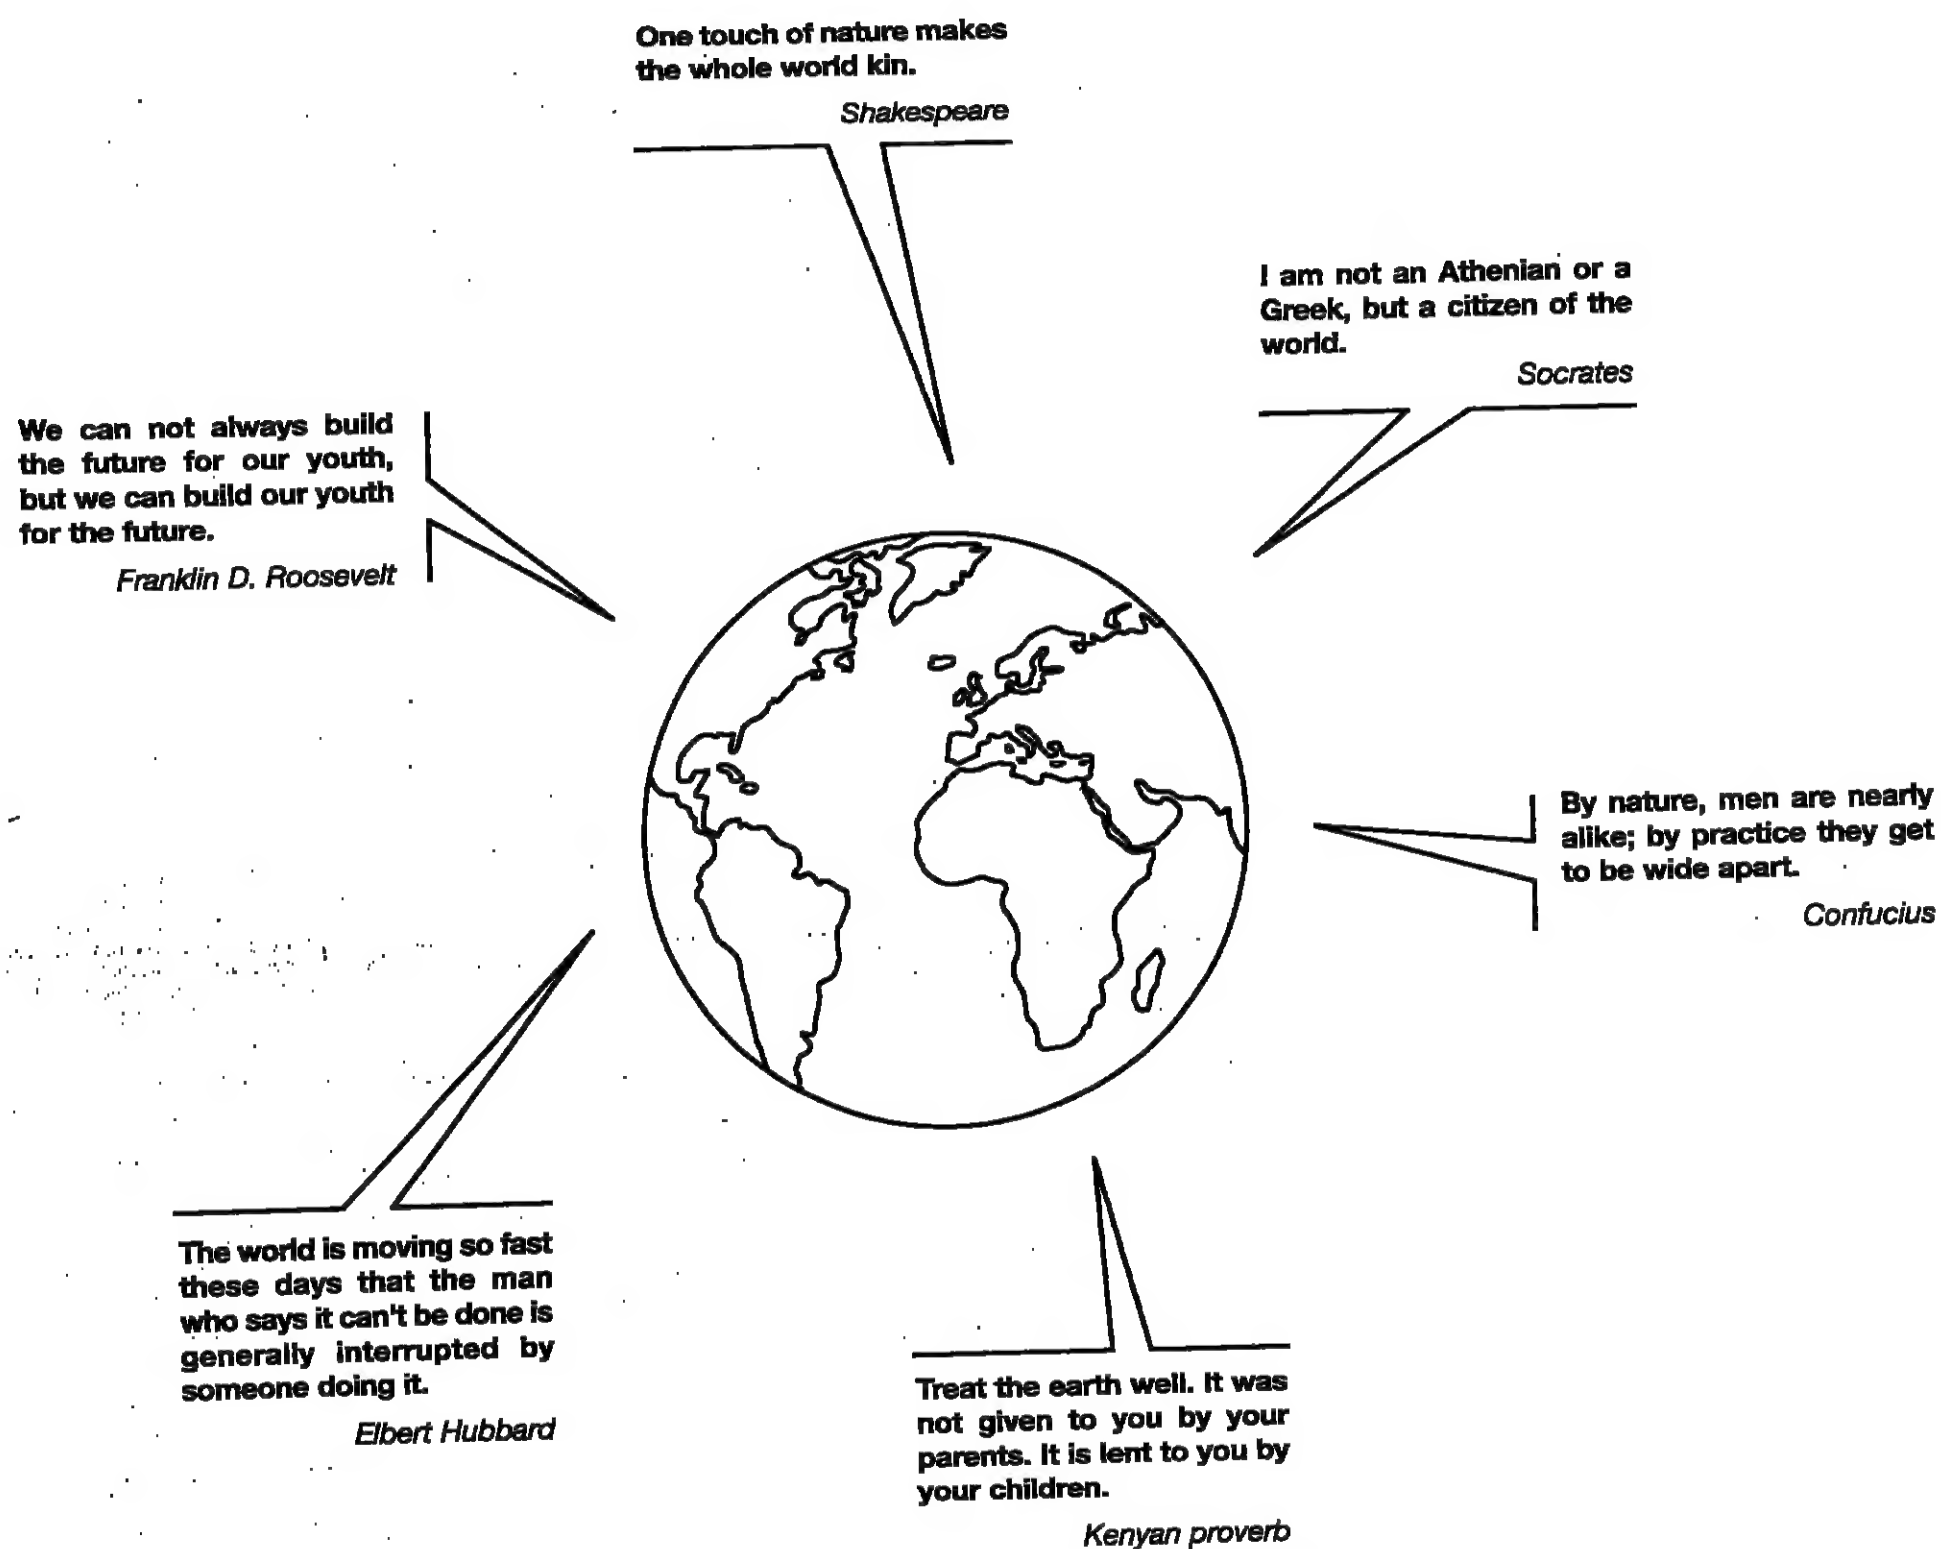 One touch of nature makes
the whole world kin.
Shakespeare
I am not an Athenian or a
Greek, but a citizen of the
world.
Socrates
We can not always build
the future for our youth,
but we can build our youth
for the future.
Franklin D. Roosevelt
By nature, men are nearly
alike; by practice they get
to be wide apart.
Confucius
The world is moving so fast
these days that the man
who says it can't be done is
generally interrupted by
someone doing it.
Elbert Hubbard
Treat the earth well. It was
not given to you by your
parents. It is lent to you by
your children.
Kenyan proverb